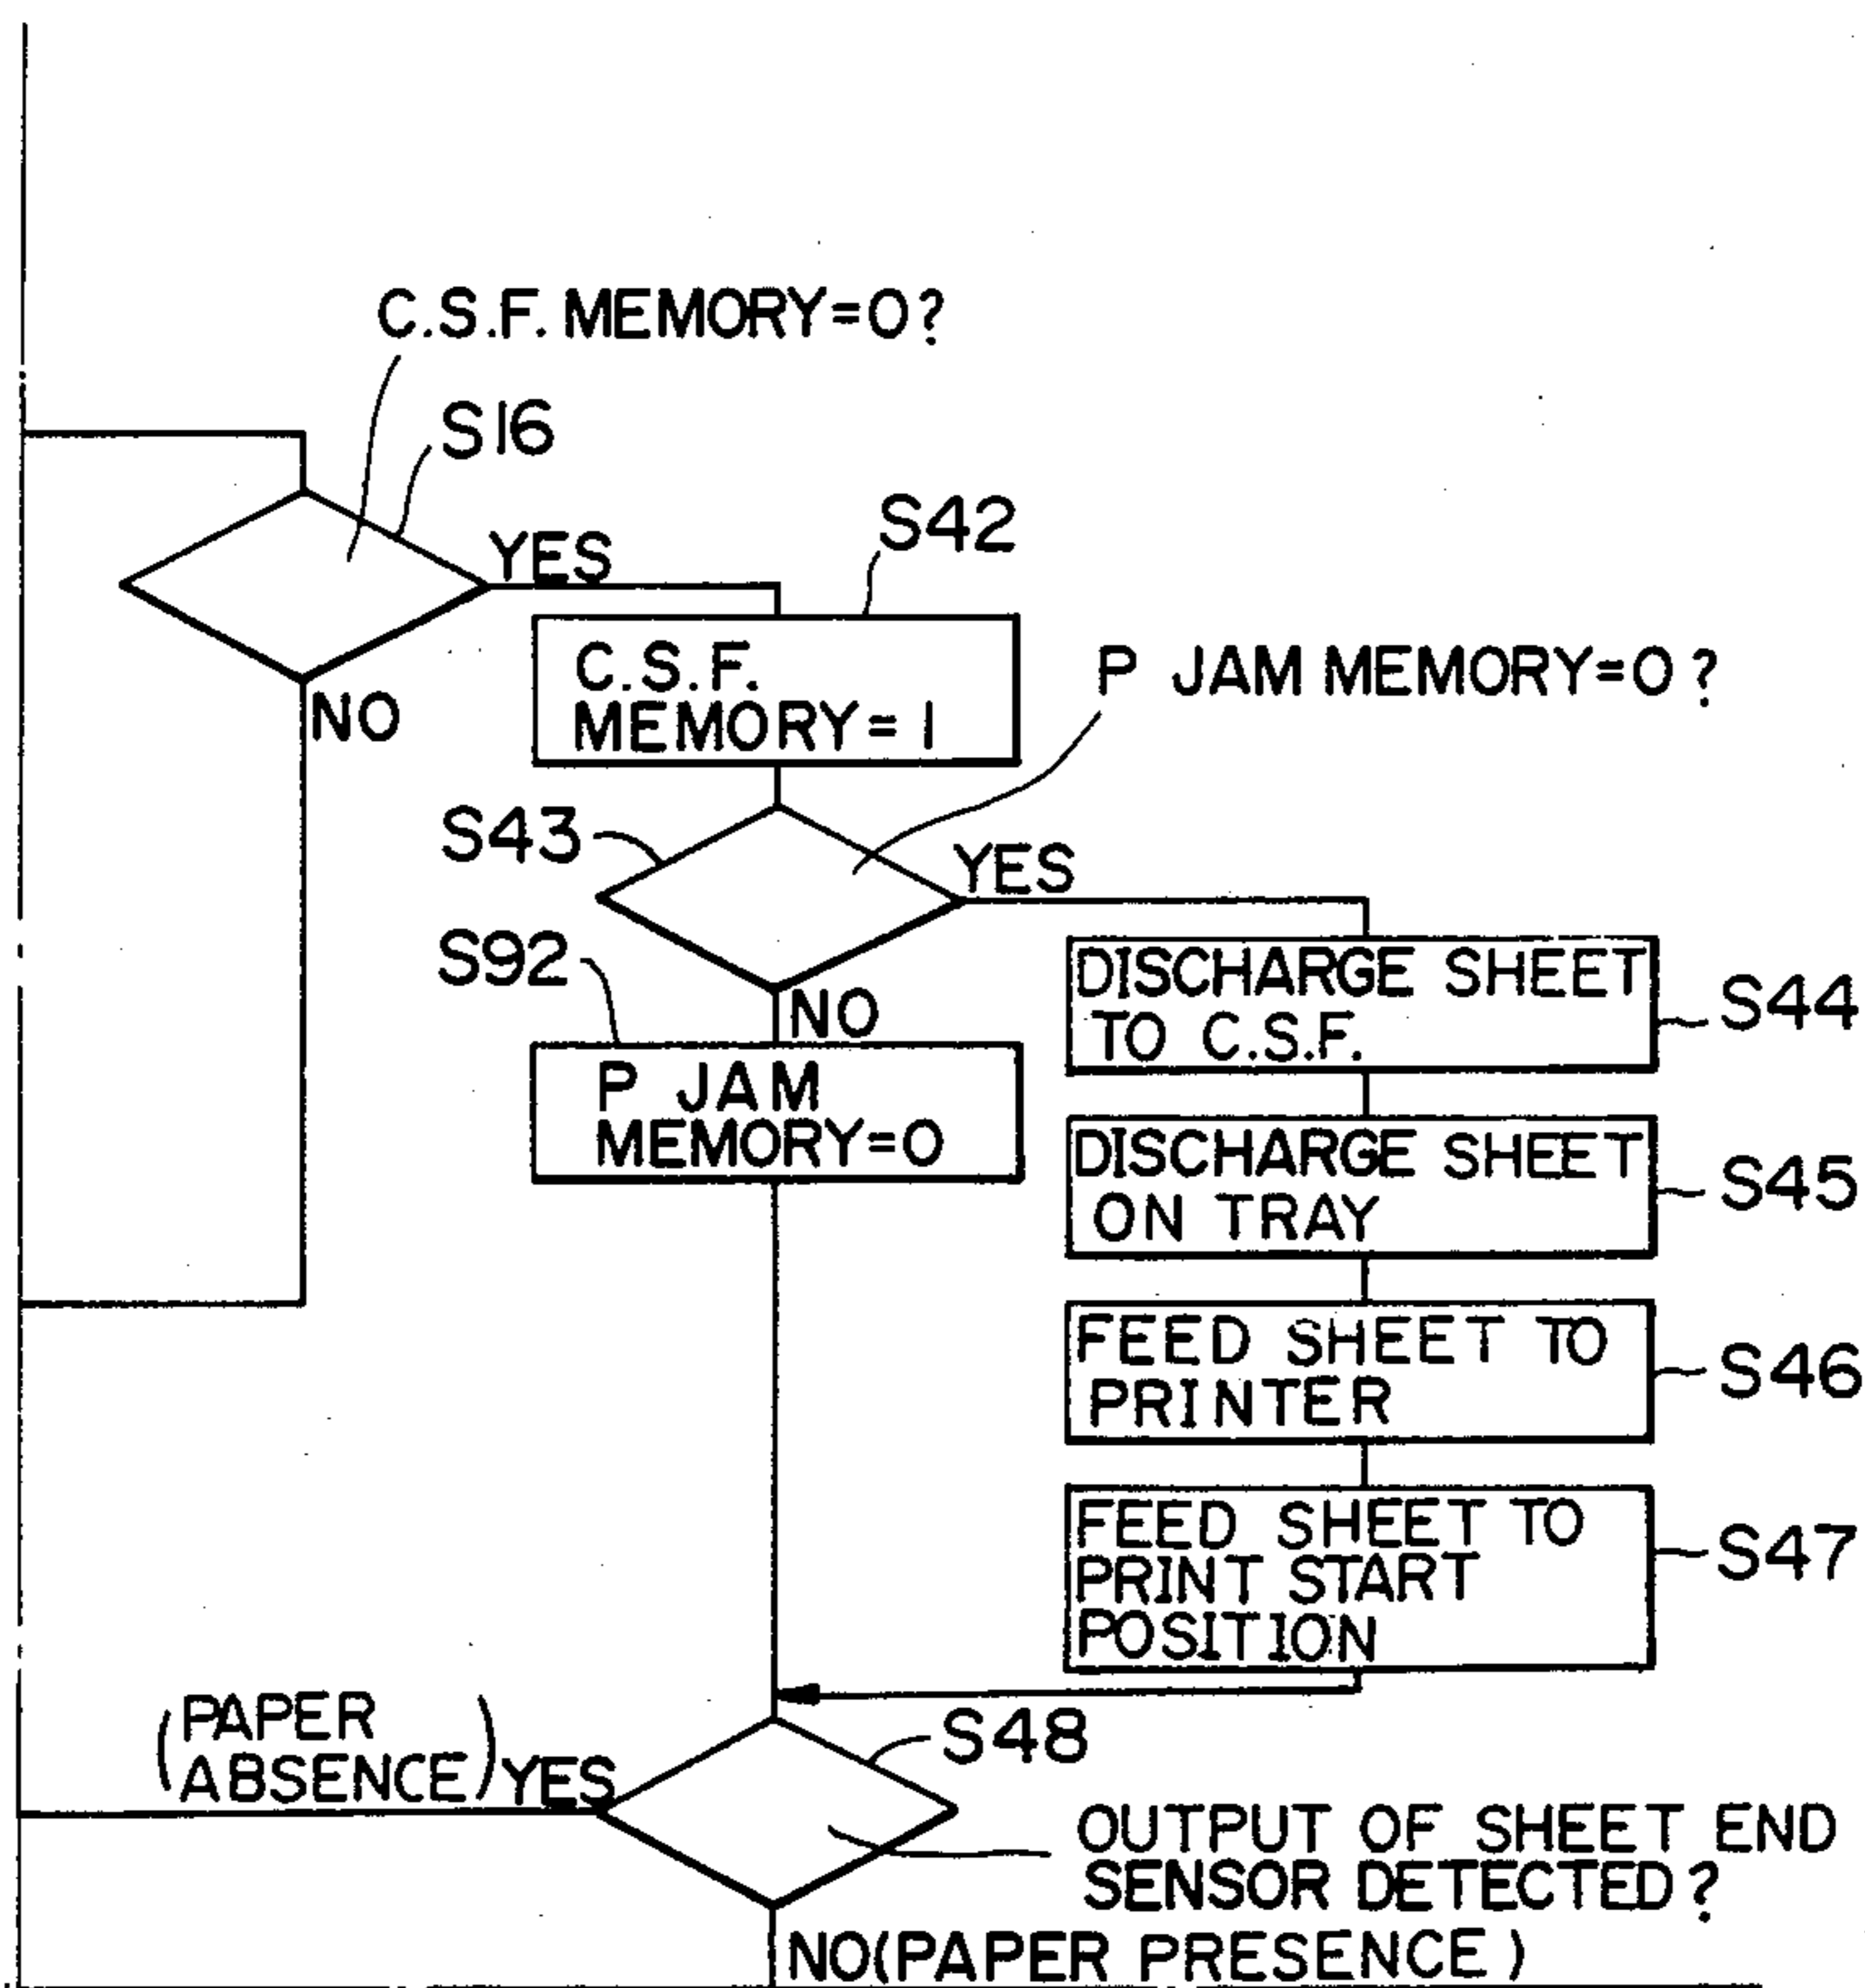 C.S.F. MEMORY=0?
S16
YES
S42
C.S.F.
MEMORY=1
NO
P JAM MEMORY=0?
S43
YES
S92
NO
DISCHARGE SHEET
TO C.S.F.
S44
P JAM
MEMORY=0
DISCHARGE SHEET
ON TRAY
S45
FEED SHEET TO
PRINTER
S46
FEED SHEET TO
PRINT START
POSITION
S47
(PAPER
ABSENCE)
YES
S48
OUTPUT OF SHEET END
SENSOR DETECTED?
NO(PAPER PRESENCE)